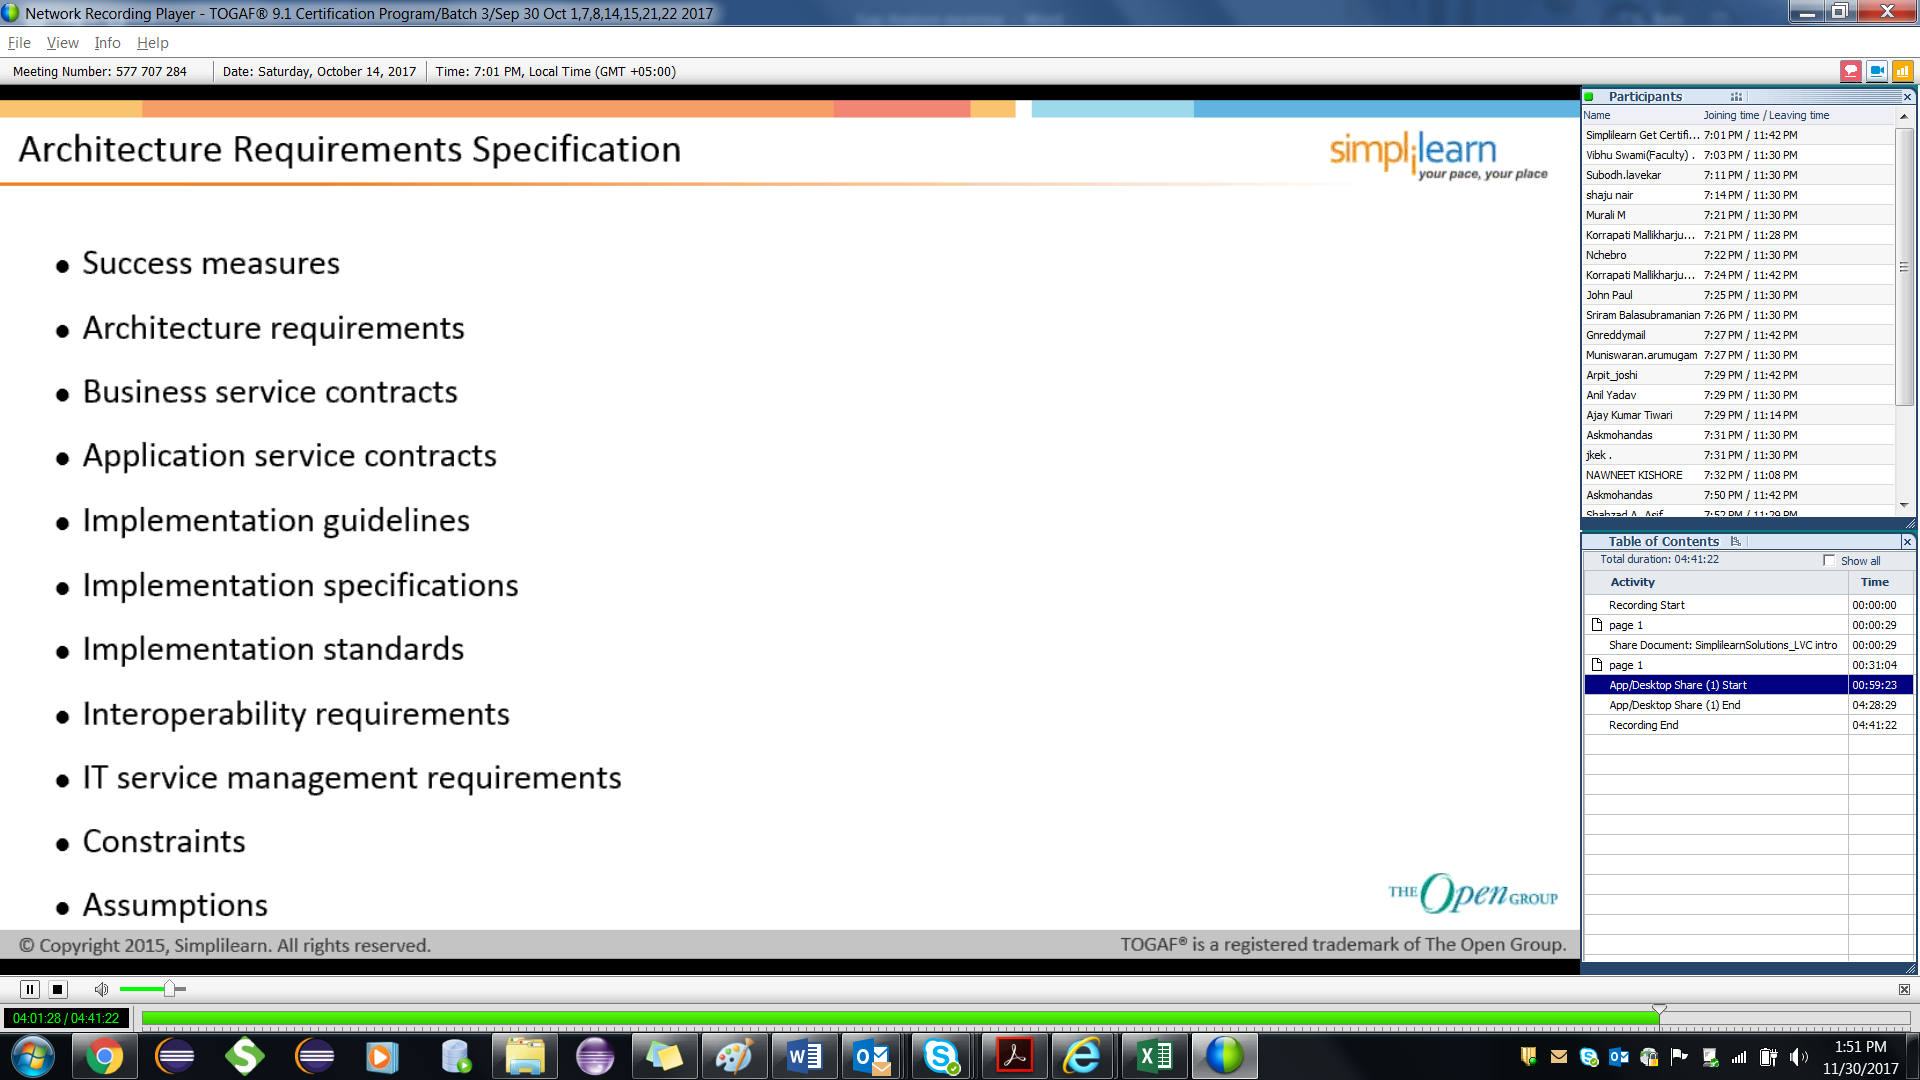 Network Recording Player - TOGAF® 9.1 Certification Program/Batch 3/Sep 30 Oct 1,7,8,14,15,21,22 2017
File View Info Help
Meeting Number: 577 707 284 Date: Saturday, October 14, 2017 Time: 7:01 PM, Local Time (GMT +05:00)
Architecture Requirements Specification
simplilearn
your pace, your place
• Success measures
• Architecture requirements
• Business service contracts
• Application service contracts
• Implementation guidelines
• Implementation specifications
• Implementation standards
• Interoperability requirements
• IT service management requirements
• Constraints
• Assumptions
THE Open GROUP
© Copyright 2015, Simplilearn. All rights reserved.
TOGAF® is a registered trademark of The Open Group.
Participants
Name Joining time / Leaving time
Simplilearn Get Certifi... 7:01 PM / 11:42 PM
Vibhu Swami(Faculty) . 7:03 PM / 11:30 PM
Subodh.lavekar 7:11 PM / 11:30 PM
shaju nair 7:14 PM / 11:30 PM
Murali M 7:21 PM / 11:30 PM
Korrapati Mallikharju... 7:21 PM / 11:28 PM
Nchebro 7:22 PM / 11:30 PM
Korrapati Mallikharju... 7:24 PM / 11:42 PM
John Paul 7:25 PM / 11:30 PM
Sriram Balasubramanian 7:26 PM / 11:30 PM
Gnreddymail 7:27 PM / 11:42 PM
Muniswaran.arumugam 7:27 PM / 11:30 PM
Arpit_joshi 7:29 PM / 11:42 PM
Anil Yadav 7:29 PM / 11:30 PM
Ajay Kumar Tiwari 7:29 PM / 11:14 PM
Askmohandas 7:31 PM / 11:30 PM
jkek . 7:31 PM / 11:30 PM
NAWNEET KISHORE 7:32 PM / 11:08 PM
Askmohandas 7:50 PM / 11:42 PM
Shahzad A. Asif 7:52 PM / 11:29 PM
Table of Contents
Total duration: 04:41:22 Show all
Activity Time
Recording Start 00:00:00
page 1 00:00:29
Share Document: SimplilearnSolutions_LVC intro 00:00:29
page 1 00:31:04
App/Desktop Share (1) Start 00:59:23
App/Desktop Share (1) End 04:28:29
Recording End 04:41:22
04:01:28 / 04:41:22
1:51 PM
11/30/2017